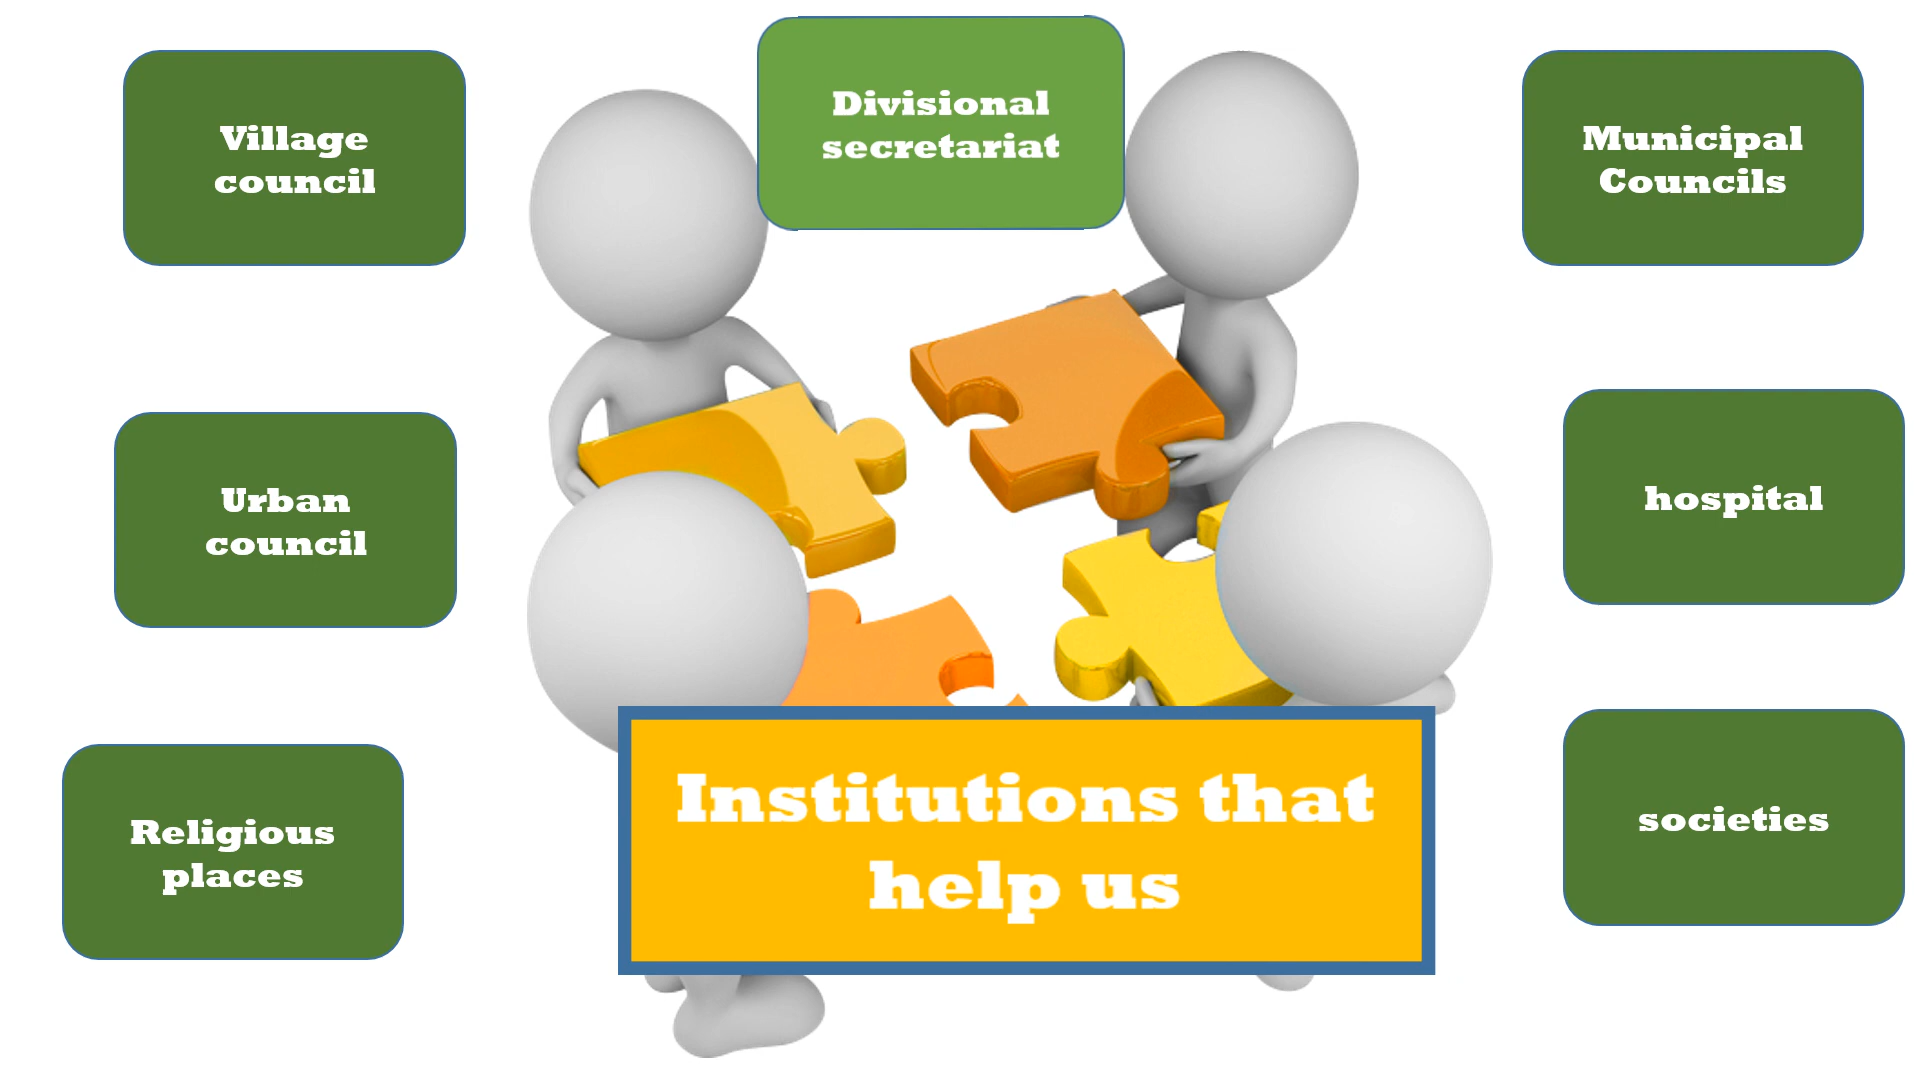 Divisional
secretariat
Village
council
Municipal
Councils
Urban
council
hospital
Religious
places
societies
Institutions that
help us